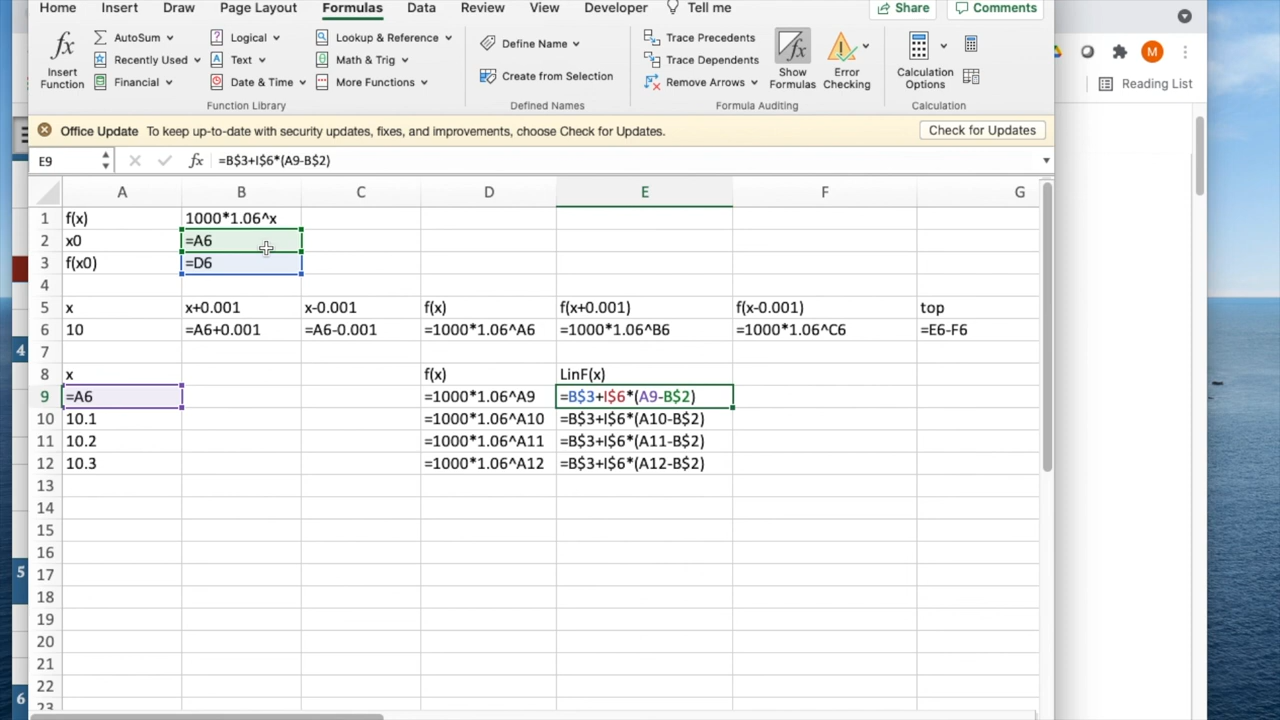 Home Insert Draw Page Layout Formulas Data Review View Developer Tell me Share Comments
fx Insert Function
AutoSum
Recently Used
Financial
Logical
Text
Date & Time
Lookup & Reference
Math & Trig
More Functions
Function Library
Define Name
Create from Selection
Defined Names
Trace Precedents
Trace Dependents
Remove Arrows
fx Show Formulas
Error Checking
Formula Auditing
Calculation Options
Calculation
M
Reading List
Office Update To keep up-to-date with security updates, fixes, and improvements, choose Check for Updates. Check for Updates
E9 fx =B$3+I$6*(A9-B$2)
A B C D E F G
1 f(x) 1000*1.06^x
2 x0 =A6
3 f(x0) =D6
4
5 x x+0.001 x-0.001 f(x) f(x+0.001) f(x-0.001) top
6 10 =A6+0.001 =A6-0.001 =1000*1.06^A6 =1000*1.06^B6 =1000*1.06^C6 =E6-F6
7
8 x f(x) LinF(x)
9 =A6 =1000*1.06^A9 =B$3+I$6*(A9-B$2)
10 10.1 =1000*1.06^A10 =B$3+I$6*(A10-B$2)
11 10.2 =1000*1.06^A11 =B$3+I$6*(A11-B$2)
12 10.3 =1000*1.06^A12 =B$3+I$6*(A12-B$2)
13
14
15
16
17
18
19
20
21
22
23
4
5
6